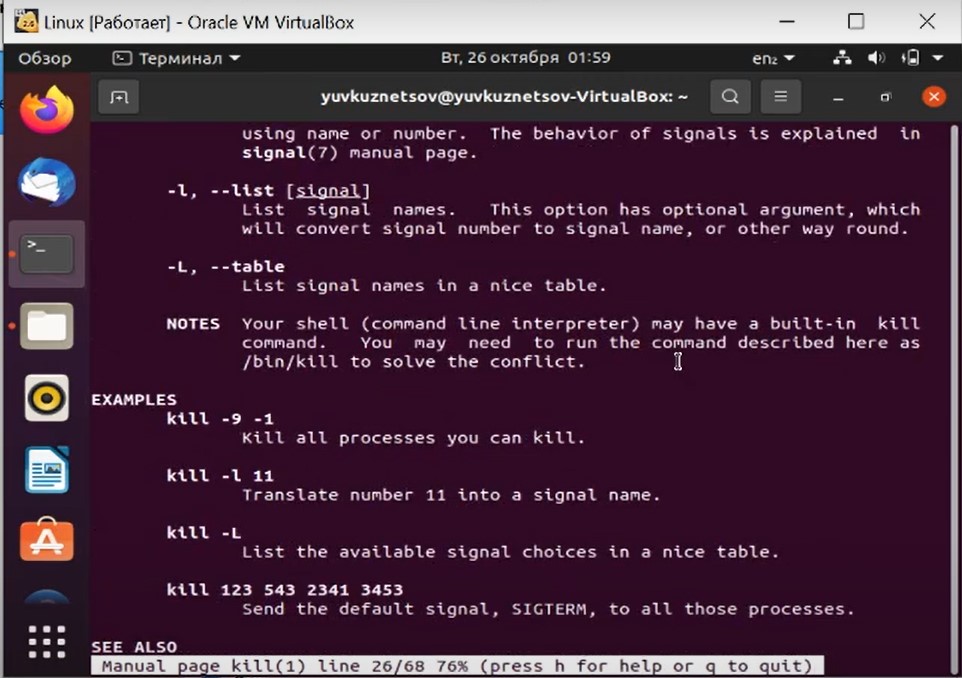 Linux [Работает] - Oracle VM VirtualBox
Обзор Терминал Вт, 26 октября 01:59 en₂
yuvkuznetsov@yuvkuznetsov-VirtualBox: ~
using name or number. The behavior of signals is explained in
signal(7) manual page.
-l, --list [signal]
List signal names. This option has optional argument, which
will convert signal number to signal name, or other way round.
-L, --table
List signal names in a nice table.
NOTES Your shell (command line interpreter) may have a built-in kill
command. You may need to run the command described here as
/bin/kill to solve the conflict.
EXAMPLES
kill -9 -1
Kill all processes you can kill.
kill -l 11
Translate number 11 into a signal name.
kill -L
List the available signal choices in a nice table.
kill 123 543 2341 3453
Send the default signal, SIGTERM, to all those processes.
SEE ALSO
Manual page kill(1) line 26/68 76% (press h for help or q to quit)